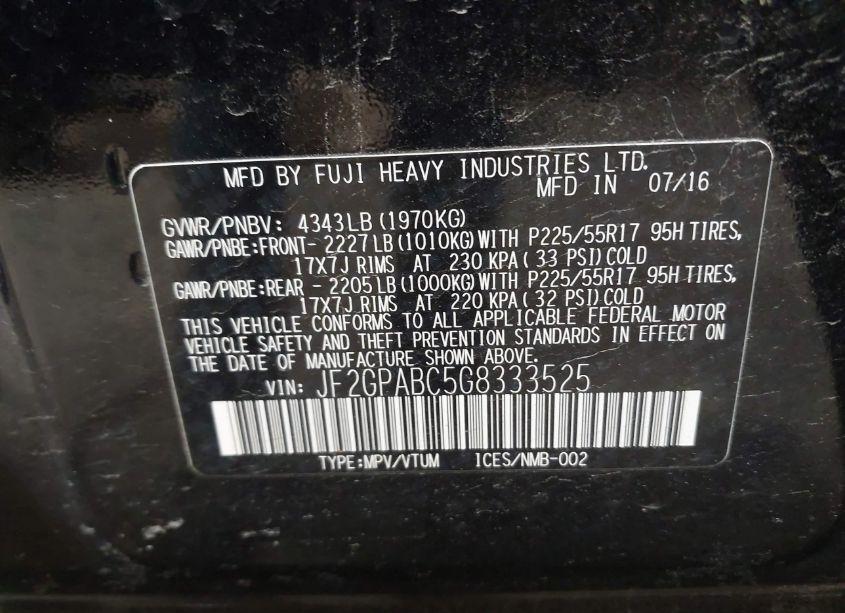 MFD BY FUJI HEAVY INDUSTRIES LTD.
MFD IN 07/16
GVWR/PNBV: 4343LB(1970KG)
GAWR/PNBE:FRONT- 2227LB(1010KG)WITH P225/55R17 95H TIRES,
17X7J RIMS AT 230 KPA( 33 PSI)COLD
GAWR/PNBE:REAR - 2205LB(1000KG)WITH P225/55R17 95H TIRES,
17X7J RIMS AT 220 KPA( 32 PSI)COLD
THIS VEHICLE CONFORMS TO ALL APPLICABLE FEDERAL MOTOR
VEHICLE SAFETY AND THEFT PREVENTION STANDARDS IN EFFECT ON
THE DATE OF MANUFACTURE SHOWN ABOVE.
VIN: JF2GPABC5G8333525
TYPE:MPV/VTUM ICES/NMB-002